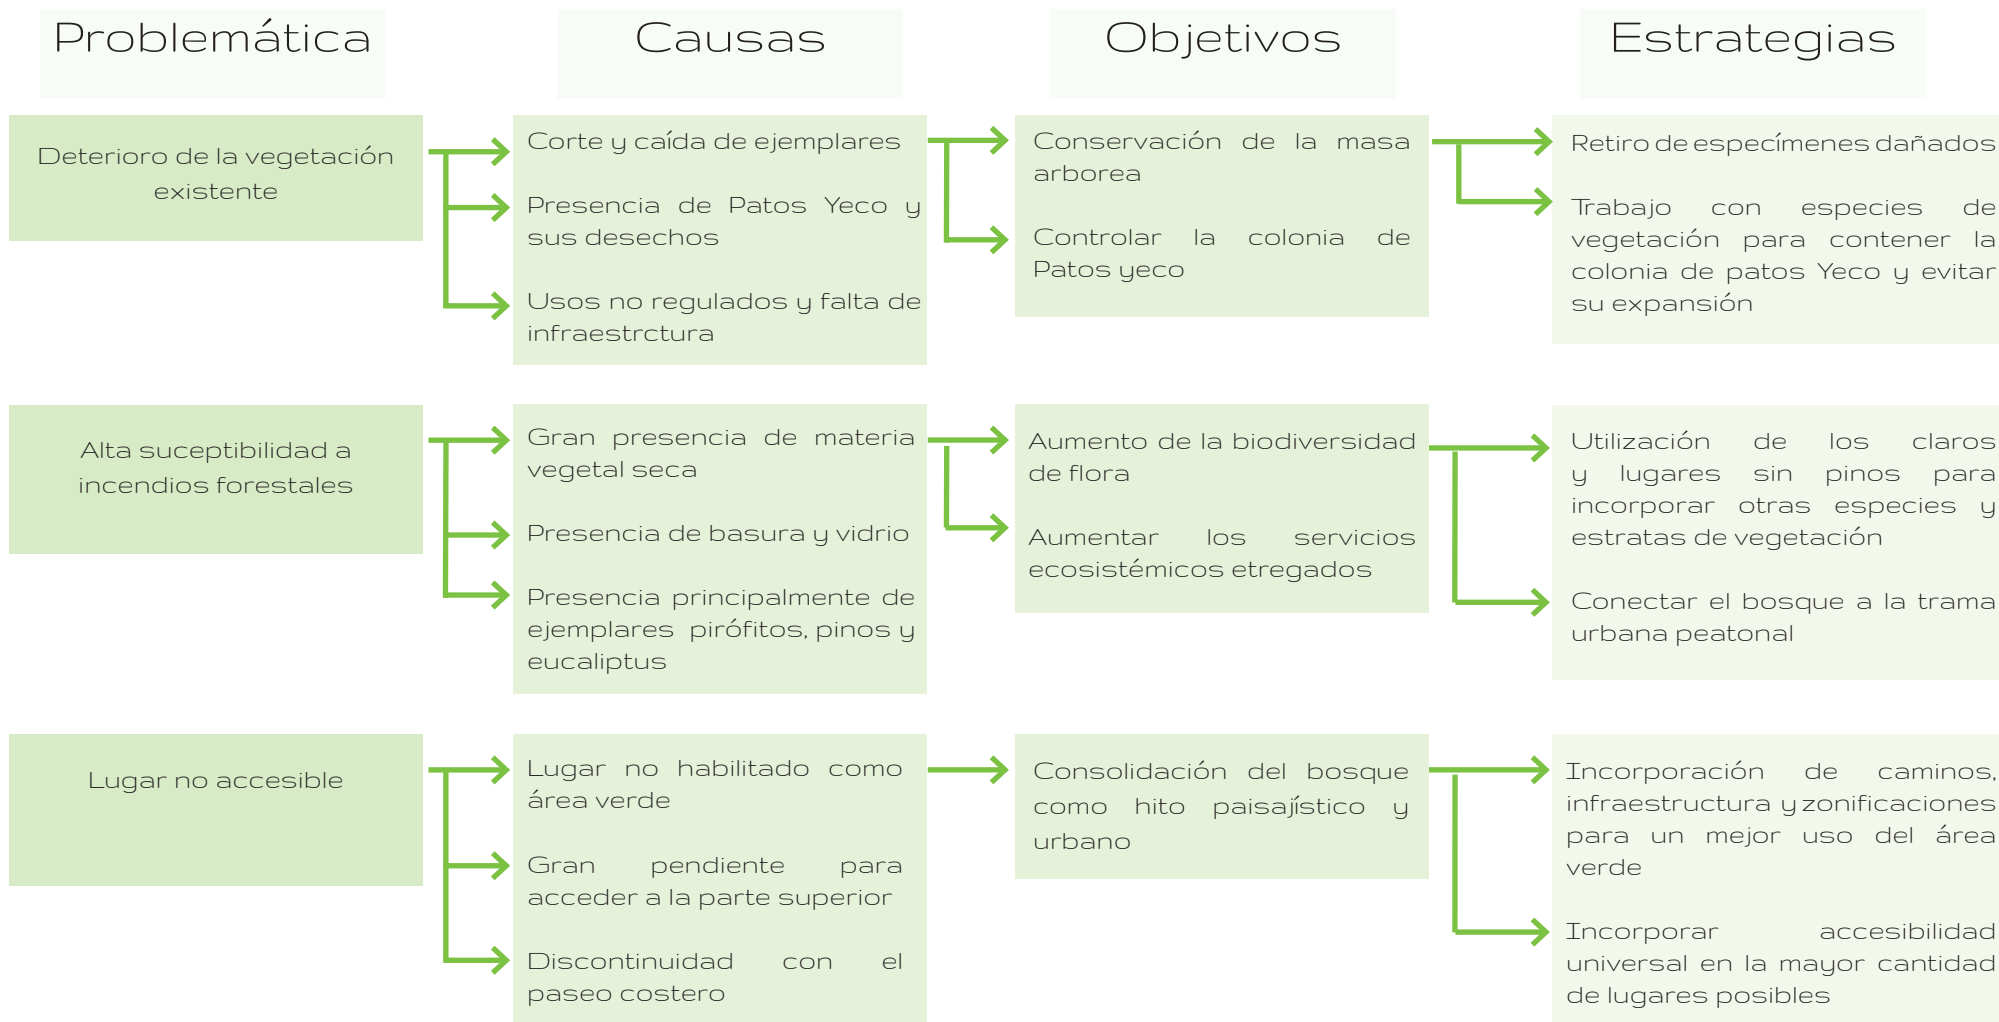 Problemática
Causas
Objetivos
Estrategias
Deterioro de la vegetación
existente
Corte y caída de ejemplares
Presencia de Patos Yeco y
sus desechos
Usos no regulados y falta de
infraestrctura
Conservación de la masa
arborea
Controlar la colonia de
Patos yeco
Retiro de especímenes dañados
Trabajo con especies de
vegetación para contener la
colonia de patos Yeco y evitar
su expansión
Alta suceptibilidad a
incendios forestales
Gran presencia de materia
vegetal seca
Presencia de basura y vidrio
Presencia principalmente de
ejemplares pirófitos, pinos y
eucaliptus
Aumento de la biodiversidad
de flora
Aumentar los servicios
ecosistémicos etregados
Utilización de los claros
y lugares sin pinos para
incorporar otras especies y
estratas de vegetación
Conectar el bosque a la trama
urbana peatonal
Lugar no accesible
Lugar no habilitado como
área verde
Gran pendiente para
acceder a la parte superior
Discontinuidad con el
paseo costero
Consolidación del bosque
como hito paisajístico y
urbano
Incorporación de caminos,
infraestructura y zonificaciones
para un mejor uso del área
verde
Incorporar accesibilidad
universal en la mayor cantidad
de lugares posibles